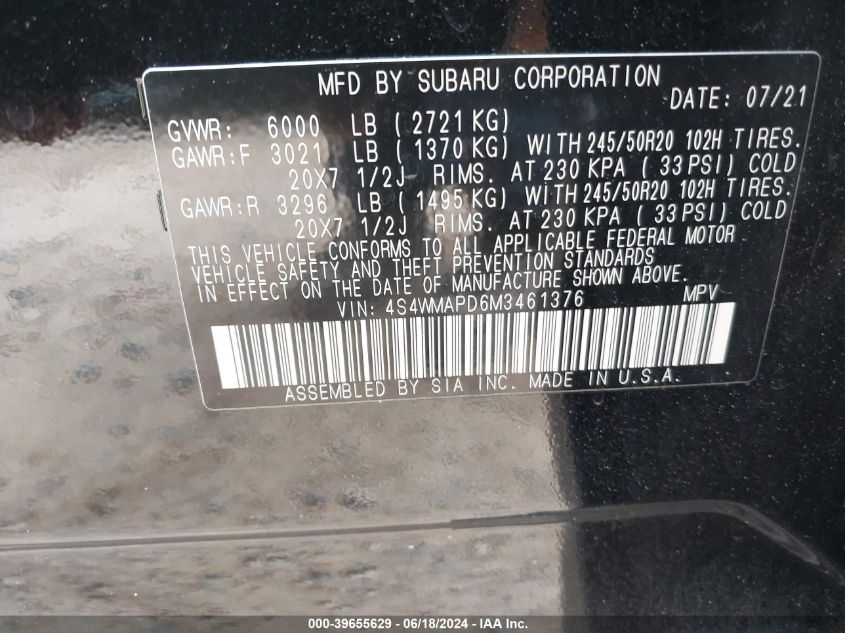 MFD BY SUBARU CORPORATION
DATE: 07/21
GVWR: 6000 LB ( 2721 KG)
GAWR:F 3021 LB ( 1370 KG) WITH 245/50R20 102H TIRES.
20X7 1/2J RIMS. AT 230 KPA ( 33 PSI) COLD
GAWR:R 3296 LB ( 1495 KG) WITH 245/50R20 102H TIRES.
20X7 1/2J RIMS. AT 230 KPA ( 33 PSI) COLD
THIS VEHICLE CONFORMS TO ALL APPLICABLE FEDERAL MOTOR
VEHICLE SAFETY AND THEFT PREVENTION STANDARDS
IN EFFECT ON THE DATE OF MANUFACTURE SHOWN ABOVE.
VIN: 4S4WMAPD6M3461376 MPV
ASSEMBLED BY SIA INC. MADE IN U.S.A.
000-39655629 - 06/18/2024 - IAA Inc.